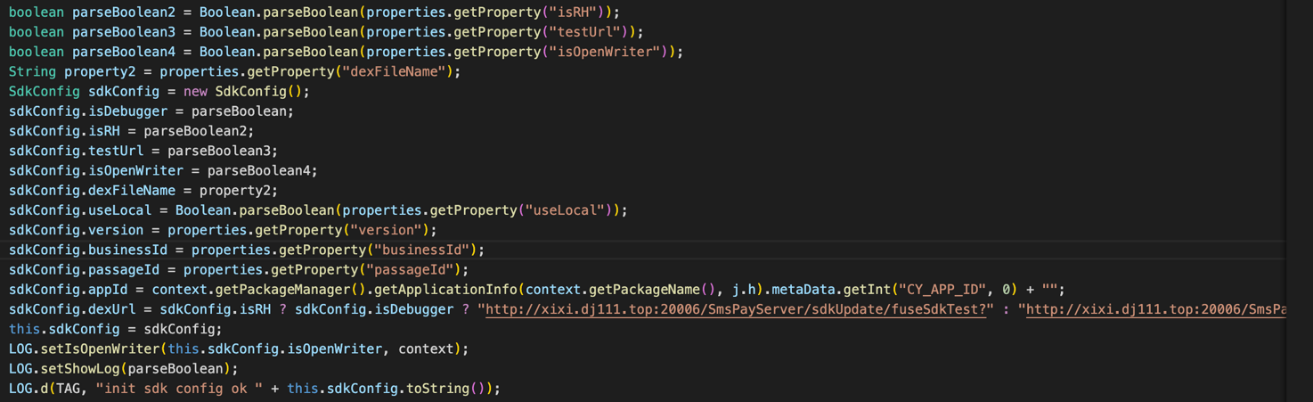 boolean parseBoolean2 = Boolean.parseBoolean(properties.getProperty("isRH"));
boolean parseBoolean3 = Boolean.parseBoolean(properties.getProperty("testUrl"));
boolean parseBoolean4 = Boolean.parseBoolean(properties.getProperty("isOpenWriter"));
String property2 = properties.getProperty("dexFileName");
SdkConfig sdkConfig = new SdkConfig();
sdkConfig.isDebugger = parseBoolean;
sdkConfig.isRH = parseBoolean2;
sdkConfig.testUrl = parseBoolean3;
sdkConfig.isOpenWriter = parseBoolean4;
sdkConfig.dexFileName = property2;
sdkConfig.useLocal = Boolean.parseBoolean(properties.getProperty("useLocal"));
sdkConfig.version = properties.getProperty("version");
sdkConfig.businessId = properties.getProperty("businessId");
sdkConfig.passageId = properties.getProperty("passageId");
sdkConfig.appId = context.getPackageManager().getApplicationInfo(context.getPackageName(), j.h).metaData.getInt("CY_APP_ID", 0) + "";
sdkConfig.dexUrl = sdkConfig.isRH ? sdkConfig.isDebugger ? "http://xixi.dj111.top:20006/SmsPayServer/sdkUpdate/fuseSdkTest?" : "http://xixi.dj111.top:20006/SmsPa
this.sdkConfig = sdkConfig;
LOG.setIsOpenWriter(this.sdkConfig.isOpenWriter, context);
LOG.setShowLog(parseBoolean);
LOG.d(TAG, "init sdk config ok " + this.sdkConfig.toString());